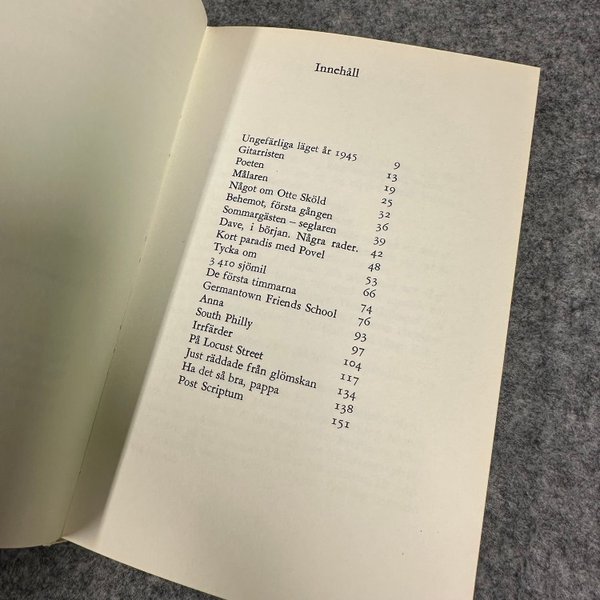 Innehåll
Ungefärliga läget år 1945 9
Gitarristen 13
Poeten 19
Målaren 25
Något om Otte Sköld 32
Behemot, första gången 36
Sommargästen – seglaren 39
Dave, i början. Några rader. 42
Kort paradis med Povel 48
Tycka om 53
3 410 sjömil 66
De första timmarna 74
Germantown Friends School 76
Anna 93
South Philly 97
Irrfärder 104
På Locust Street 117
Just räddade från glömskan 134
Ha det så bra, pappa 138
Post Scriptum 151